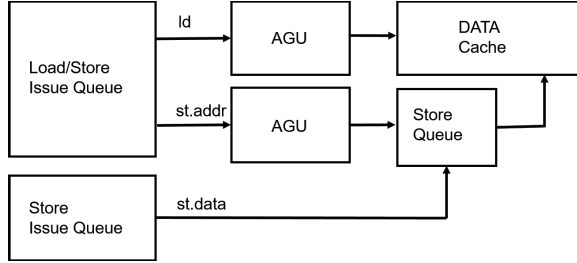 ld
AGU
DATA
Cache
Load/Store
Issue Queue
st.addr
AGU
Store
Queue
Store
Issue Queue
st.data